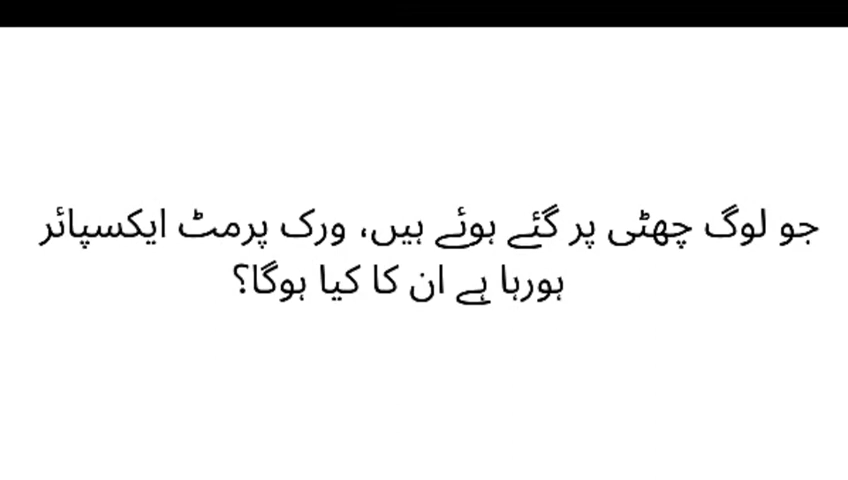 جو لوگ چھٹی پر گئے ہوئے ہیں، ورک پرمٹ ایکسپائر
ہورہا ہے ان کا کیا ہوگا؟